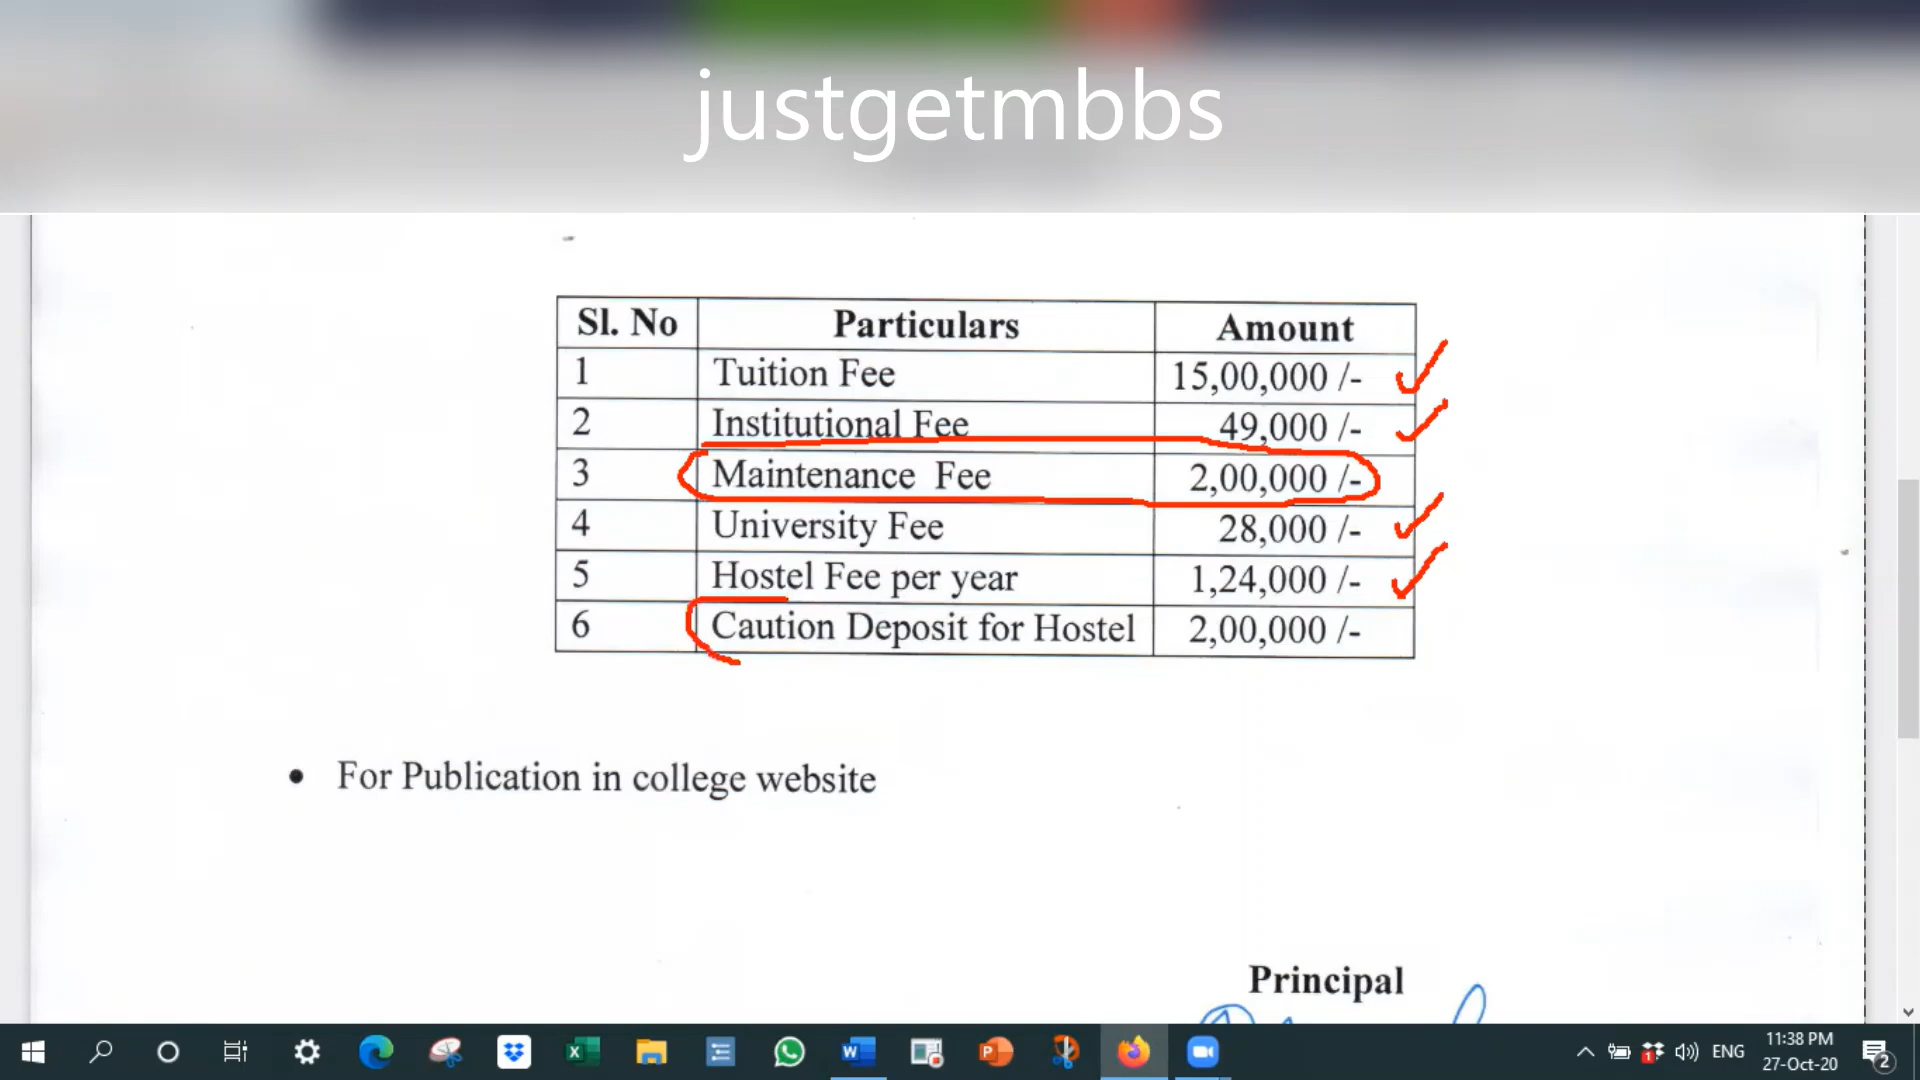 justgetmbbs
Sl. No Particulars Amount
1 Tuition Fee 15,00,000 /-
2 Institutional Fee 49,000 /-
3 Maintenance Fee 2,00,000 /-
4 University Fee 28,000 /-
5 Hostel Fee per year 1,24,000 /-
6 Caution Deposit for Hostel 2,00,000 /-
• For Publication in college website
Principal
11:38 PM
ENG
27-Oct-20
1
2